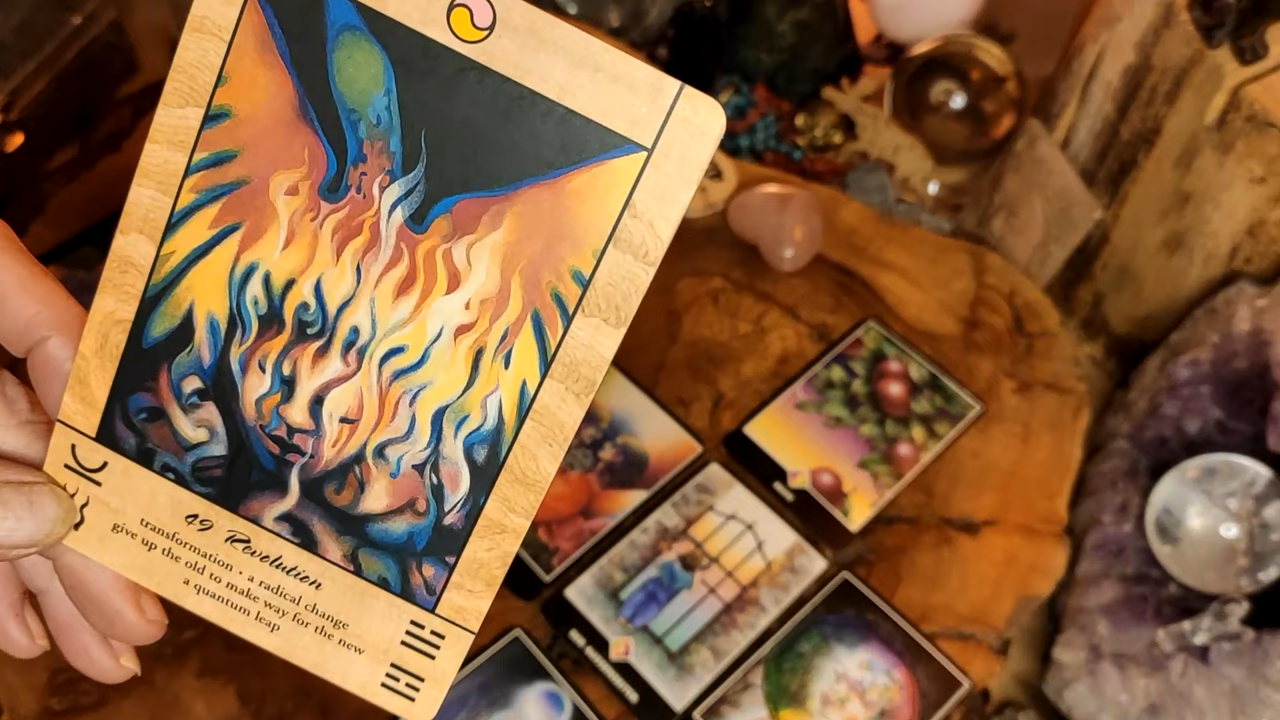 49 Revolution
transformation • a radical change
give up the old to make way for the new
a quantum leap